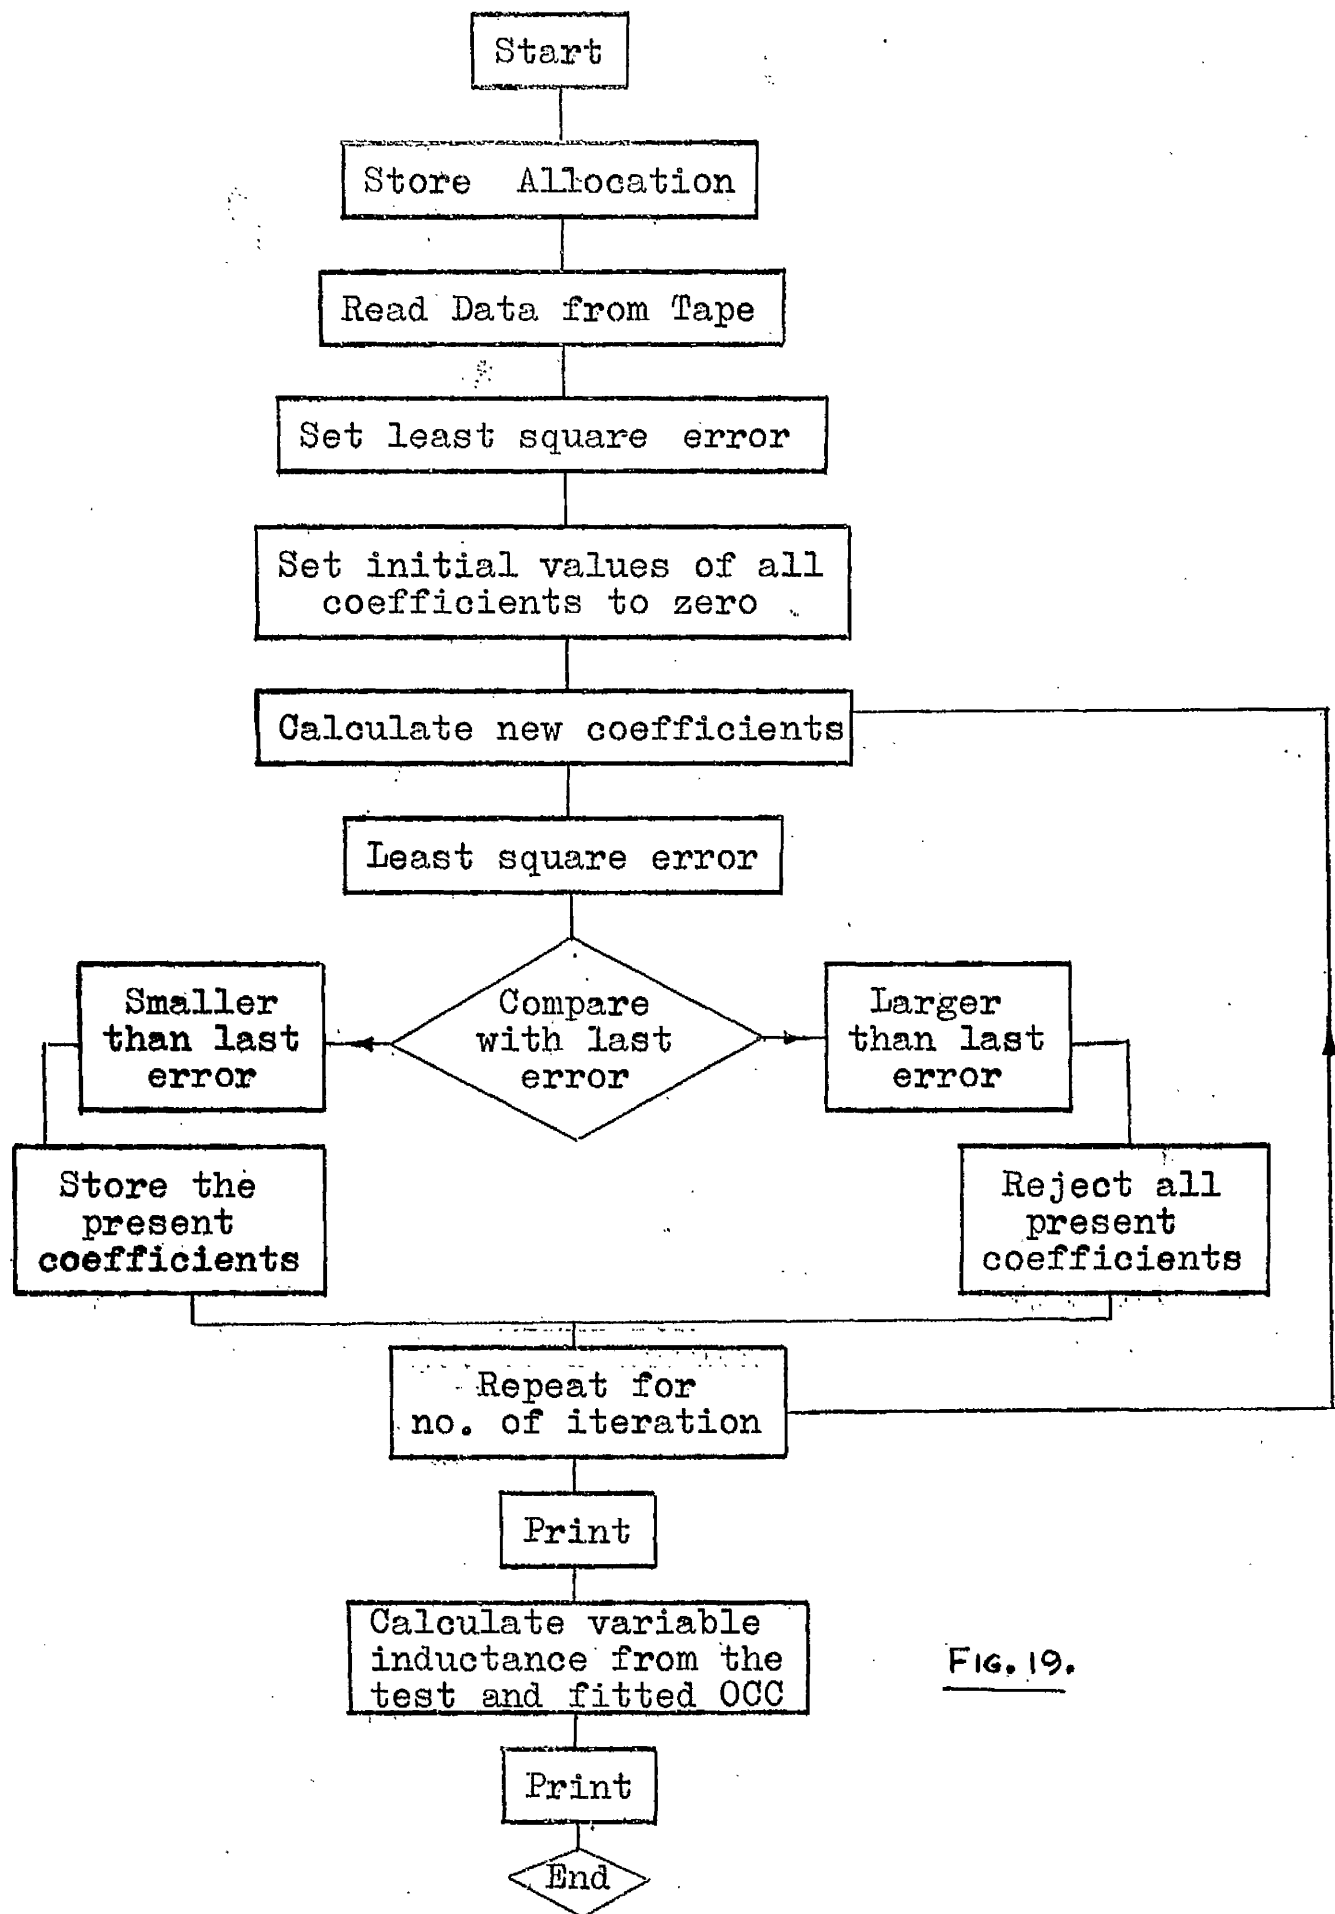 Start
Store Allocation
Read Data from Tape
Set least square error
Set initial values of all
coefficients to zero
Calculate new coefficients
Least square error
Compare
with last
error
Smaller
than last
error
Larger
than last
error
Store the
present
coefficients
Reject all
present
coefficients
Repeat for
no. of iteration
Print
Calculate variable
inductance from the
test and fitted OCC
Print
End
FIG. 19.